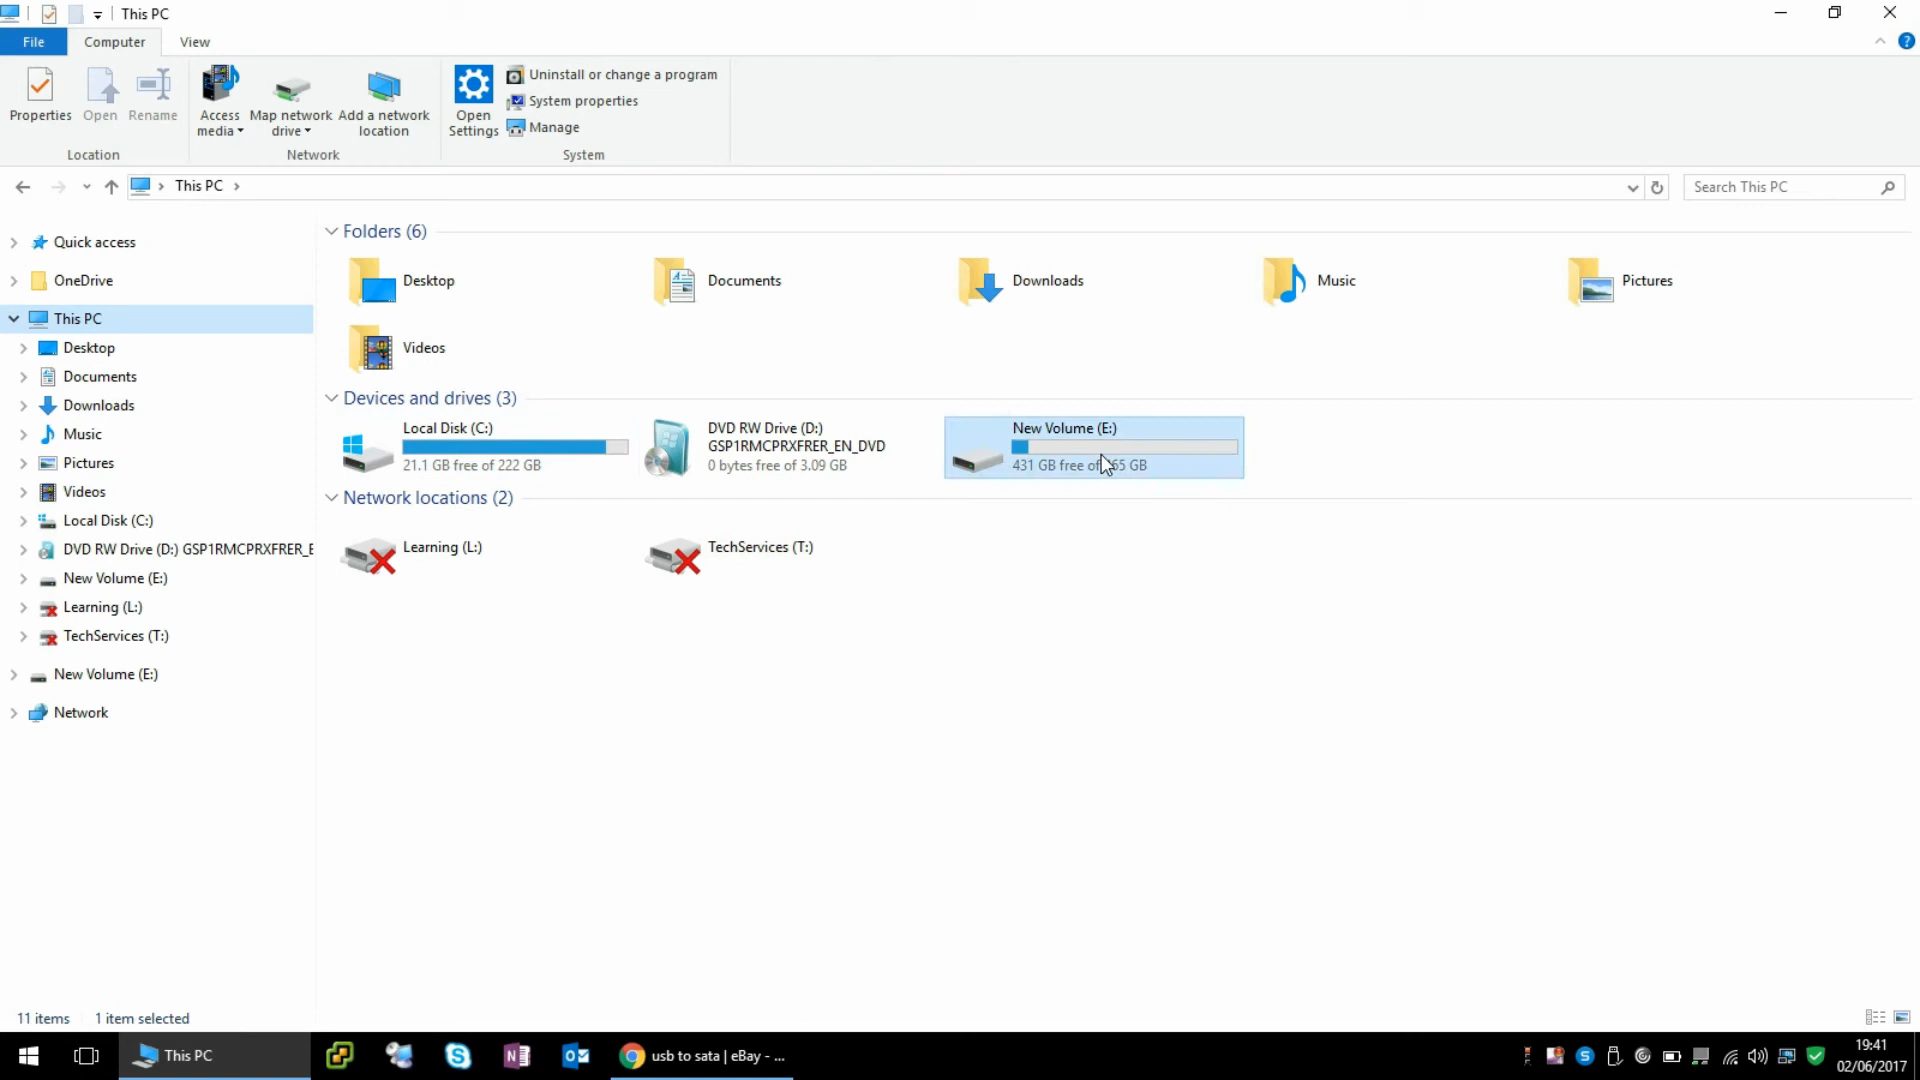 This PC
File
Computer
View
Properties
Open
Rename
Access media
Map network drive
Add a network location
Open Settings
Uninstall or change a program
System properties
Manage
Location
Network
System
This PC
Search This PC
Quick access
OneDrive
This PC
Desktop
Documents
Downloads
Music
Pictures
Videos
Local Disk (C:)
DVD RW Drive (D:) GSP1RMCPRXFRER_E
New Volume (E:)
Learning (L:)
TechServices (T:)
New Volume (E:)
Network
Folders (6)
Desktop
Documents
Downloads
Music
Pictures
Videos
Devices and drives (3)
Local Disk (C:)
21.1 GB free of 222 GB
DVD RW Drive (D:)
GSP1RMCPRXFRER_EN_DVD
0 bytes free of 3.09 GB
New Volume (E:)
431 GB free of 65 GB
Network locations (2)
Learning (L:)
TechServices (T:)
11 items
1 item selected
This PC
usb to sata | eBay - ...
19:41
02/06/2017